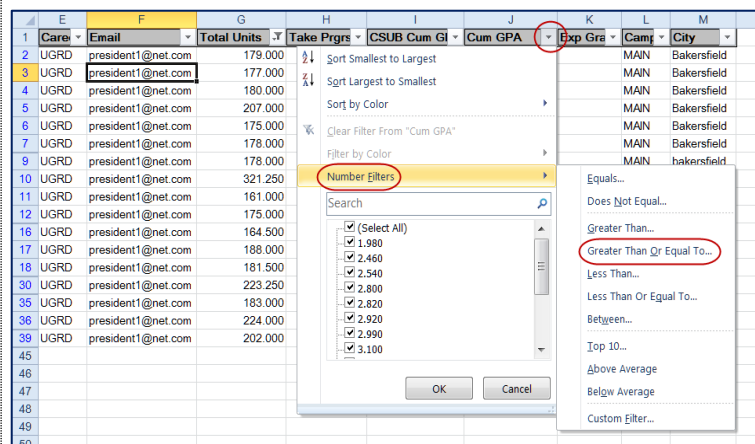 E F G H I J K L M
1 Caree Email Total Units Take Prgrs CSUB Cum GI Cum GPA Exp Gra Camp City
2 UGRD president1@net.com 179.000 Sort Smallest to Largest MAIN Bakersfield
3 UGRD president1@net.com 177.000 Sort Largest to Smallest MAIN Bakersfield
4 UGRD president1@net.com 180.000 MAIN Bakersfield
5 UGRD president1@net.com 207.000 Sort by Color MAIN Bakersfield
6 UGRD president1@net.com 175.000 Clear Filter From "Cum GPA" MAIN Bakersfield
7 UGRD president1@net.com 178.000 MAIN Bakersfield
9 UGRD president1@net.com 178.000 Filter by Color MAIN bakersfield
10 UGRD president1@net.com 321.250 Number Filters Equals...
11 UGRD president1@net.com 161.000 Search Does Not Equal...
12 UGRD president1@net.com 175.000 (Select All) Greater Than...
16 UGRD president1@net.com 164.500 1.980
17 UGRD president1@net.com 188.000 2.460 Greater Than Or Equal To...
18 UGRD president1@net.com 181.500 2.540 Less Than...
30 UGRD president1@net.com 223.250 2.800 Less Than Or Equal To...
35 UGRD president1@net.com 183.000 2.820
36 UGRD president1@net.com 224.000 2.920 Between...
39 UGRD president1@net.com 202.000 2.990
45 3.100 Top 10...
46 Above Average
47 OK Cancel Below Average
48 Custom Filter...
49
50